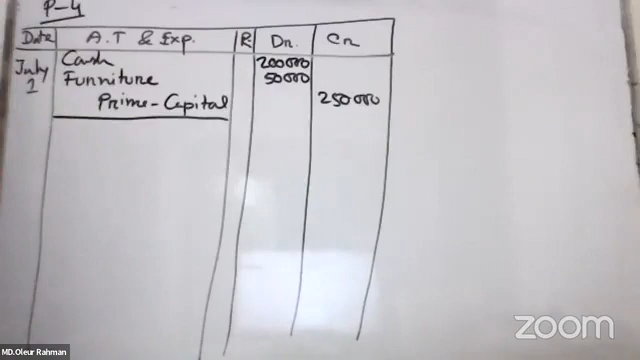 P-4
Date A.T & Exp. R Dr. Cr.
July Cash 200000
1 Furniture 50000
Prime-Capital 250000
zoom
MD.Oleur Rahman